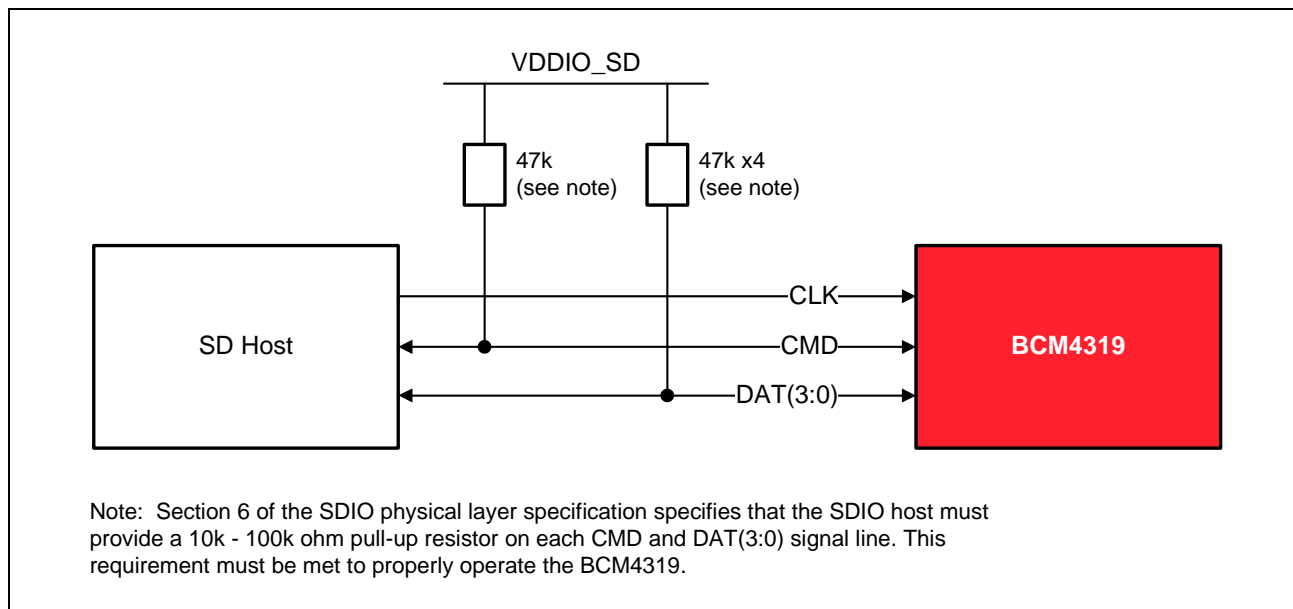 VDDIO_SD
47k
(see note)
47k x4
(see note)
CLK
SD Host
CMD
BCM4319
DAT(3:0)
Note:  Section 6 of the SDIO physical layer specification specifies that the SDIO host must
provide a 10k - 100k ohm pull-up resistor on each CMD and DAT(3:0) signal line. This
requirement must be met to properly operate the BCM4319.